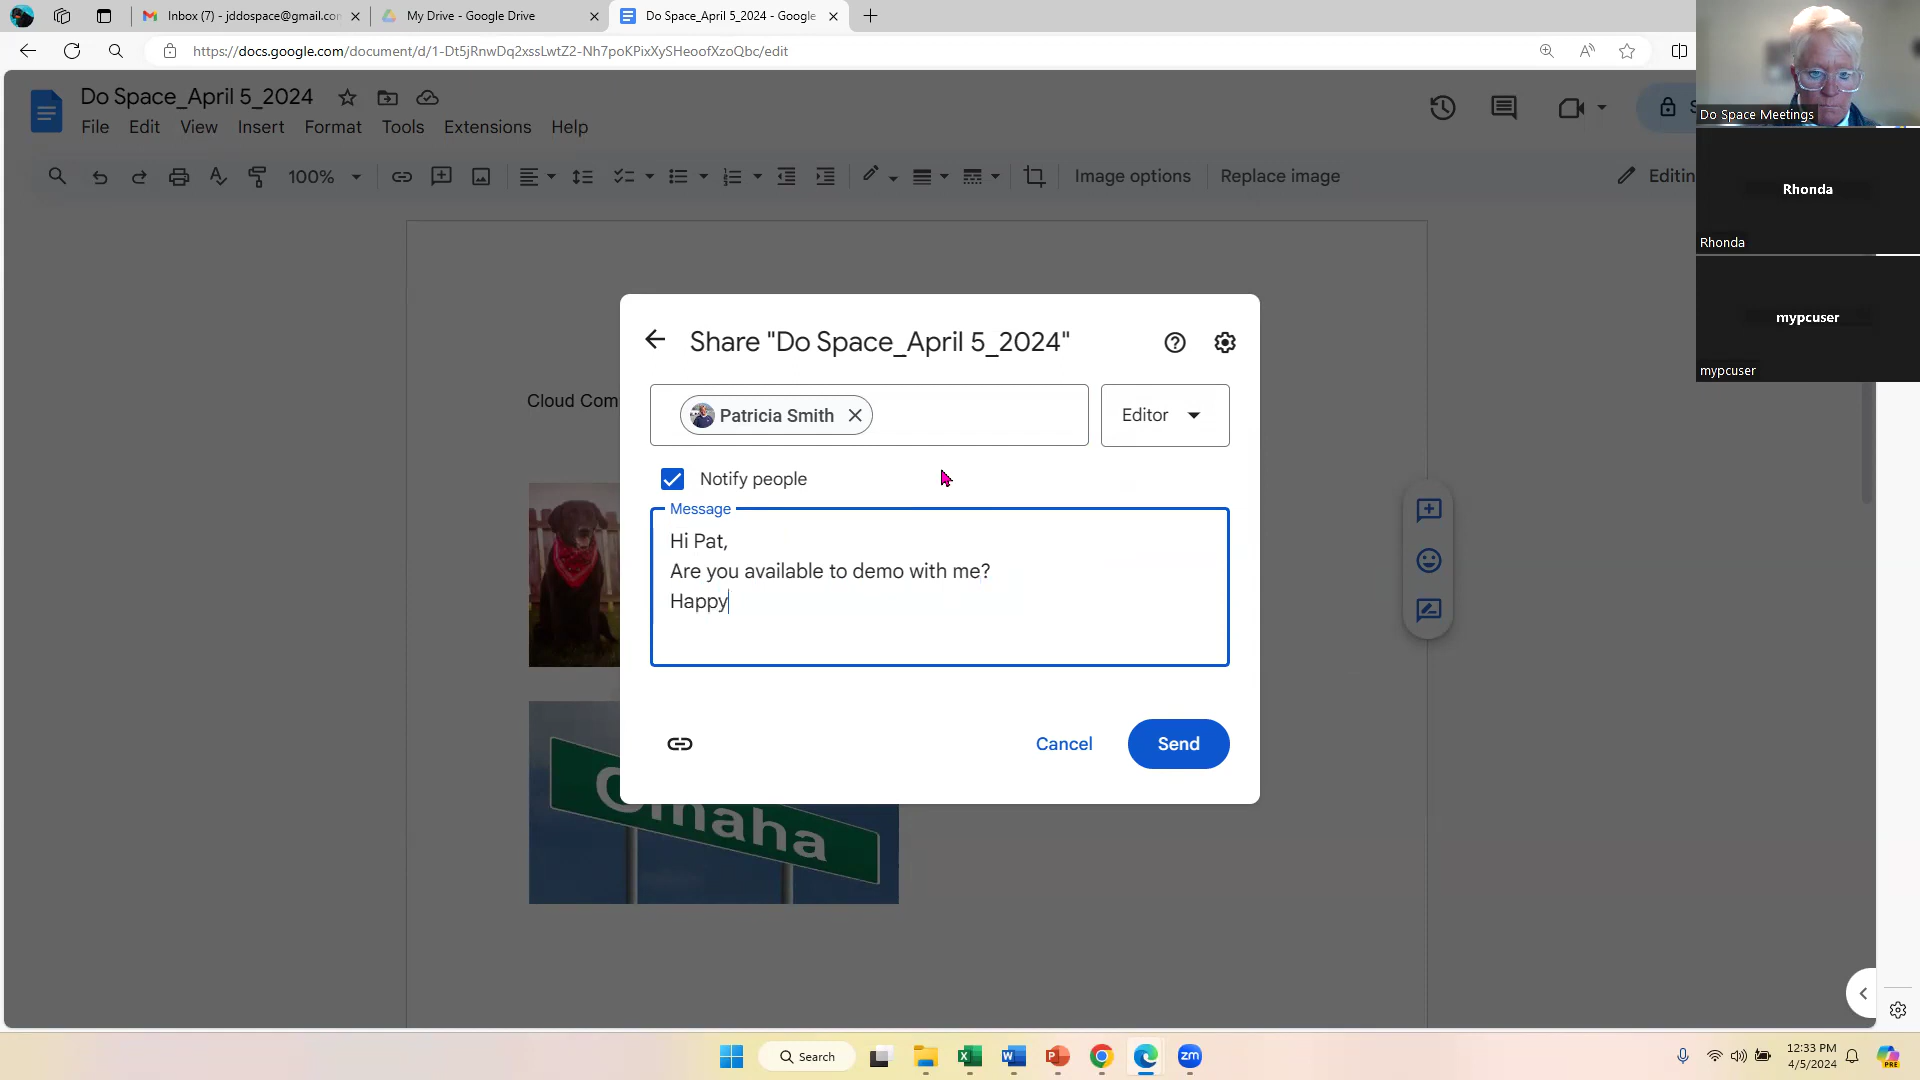 Inbox (7) - jddospace@gmail.co
My Drive - Google Drive
Do Space_April 5_2024 - Google
https://docs.google.com/document/d/1-Dt5jRnwDq2xssLwtZ2-Nh7poKPixXySHeoofXzoQbc/edit
Do Space_April 5_2024
File Edit View Insert Format Tools Extensions Help
100%
Image options
Replace image
Editin
Do Space Meetings
Rhonda
Rhonda
mypcuser
mypcuser
Cloud Com
Share "Do Space_April 5_2024"
Patricia Smith
Editor
Notify people
Message
Hi Pat,
Are you available to demo with me?
Happy
Cancel
Send
Omaha
Search
zm
12:33 PM
4/5/2024
PRE